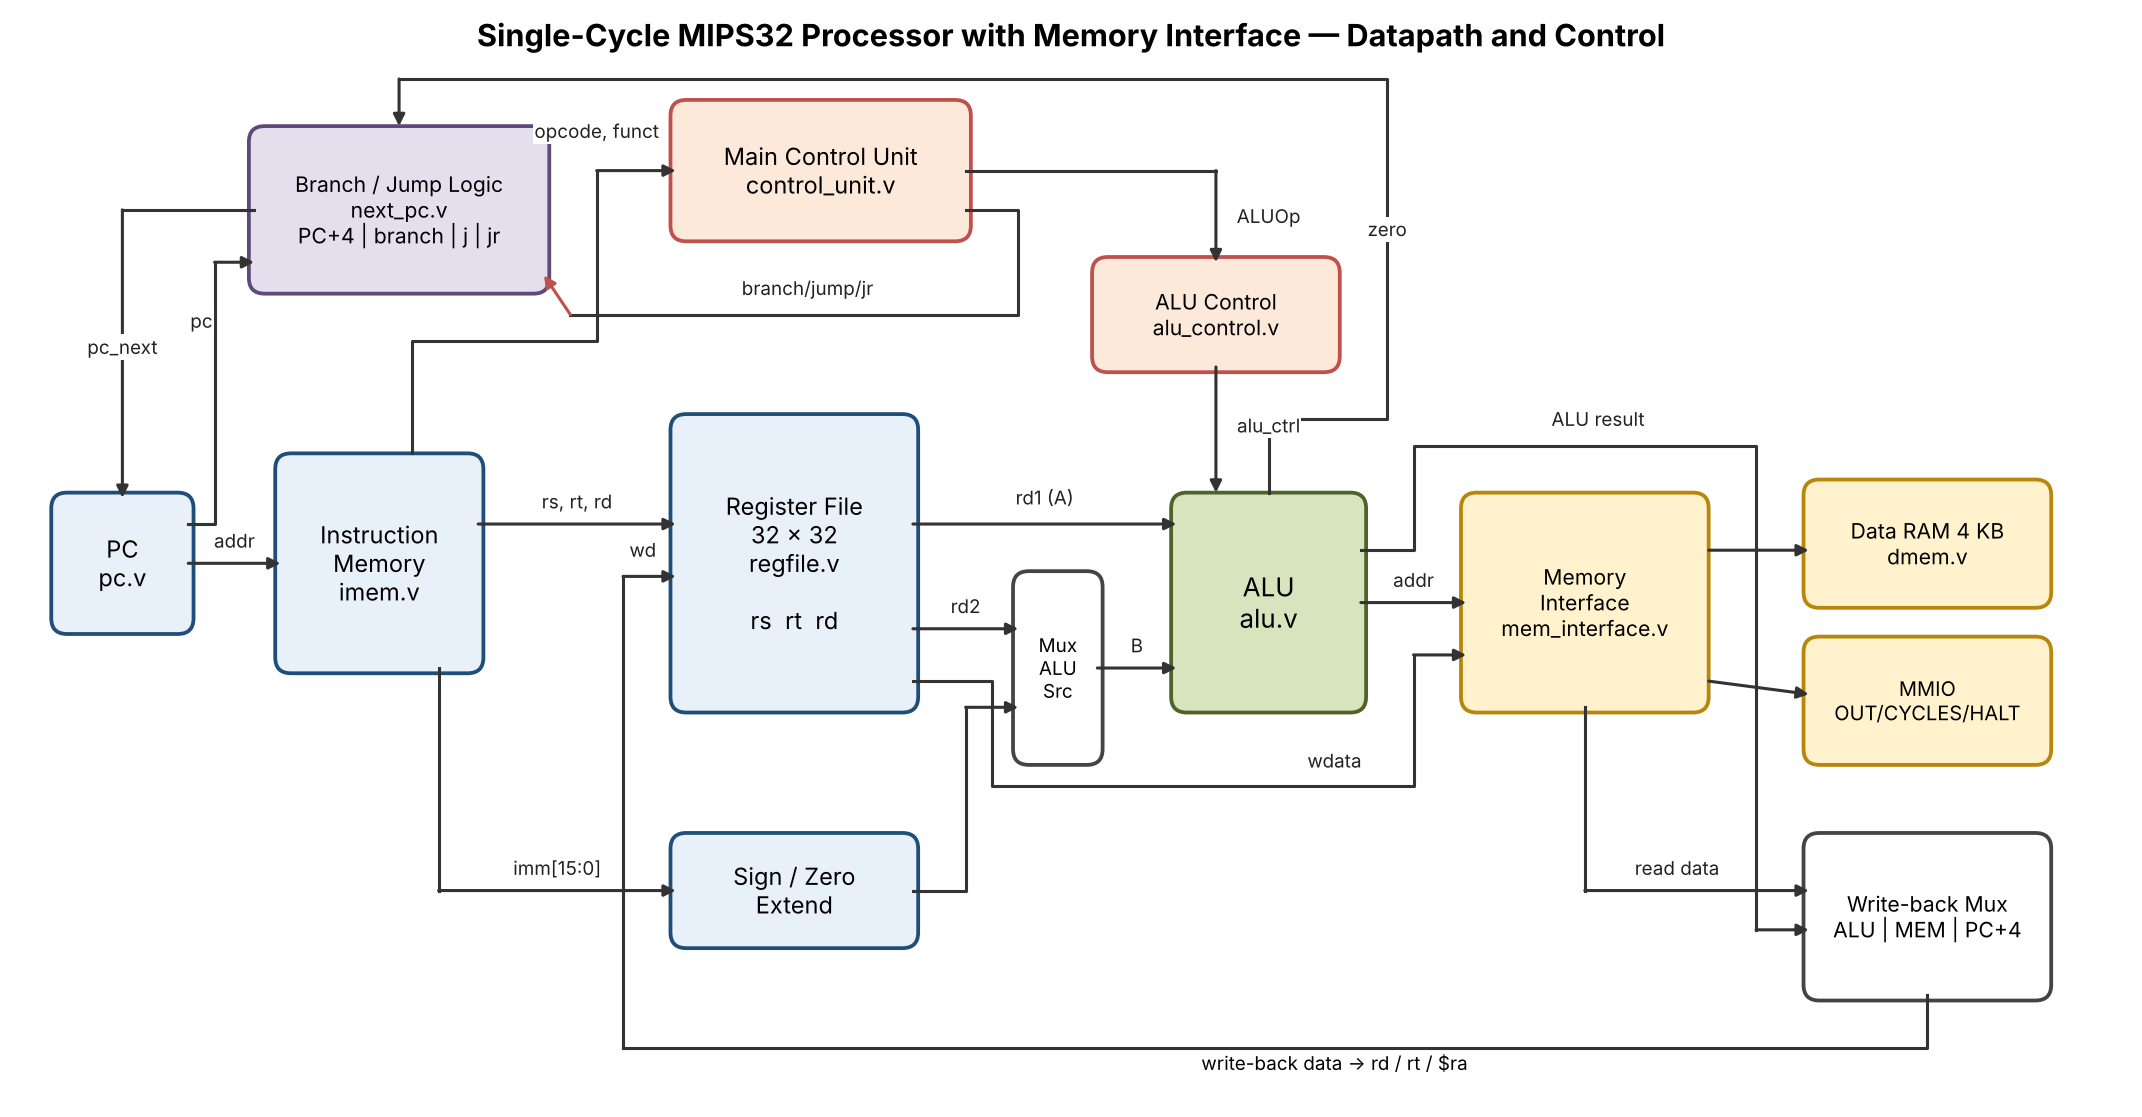 Single-Cycle MIPS32 Processor with Memory Interface — Datapath and Control
opcode, funct
Main Control Unit
control_unit.v
Branch / Jump Logic
next_pc.v
PC+4 | branch | j | jr
ALUOp
zero
branch/jump/jr
ALU Control
alu_control.v
pc
pc_next
alu_ctrl
ALU result
rs, rt, rd
rd1 (A)
Register File
32 × 32
regfile.v
rs rt rd
PC
pc.v
addr
Instruction
Memory
imem.v
wd
rd2
Mux
ALU
Src
B
ALU
alu.v
addr
Memory
Interface
mem_interface.v
Data RAM 4 KB
dmem.v
MMIO
OUT/CYCLES/HALT
wdata
imm[15:0]
Sign / Zero
Extend
read data
Write-back Mux
ALU | MEM | PC+4
write-back data → rd / rt / $ra